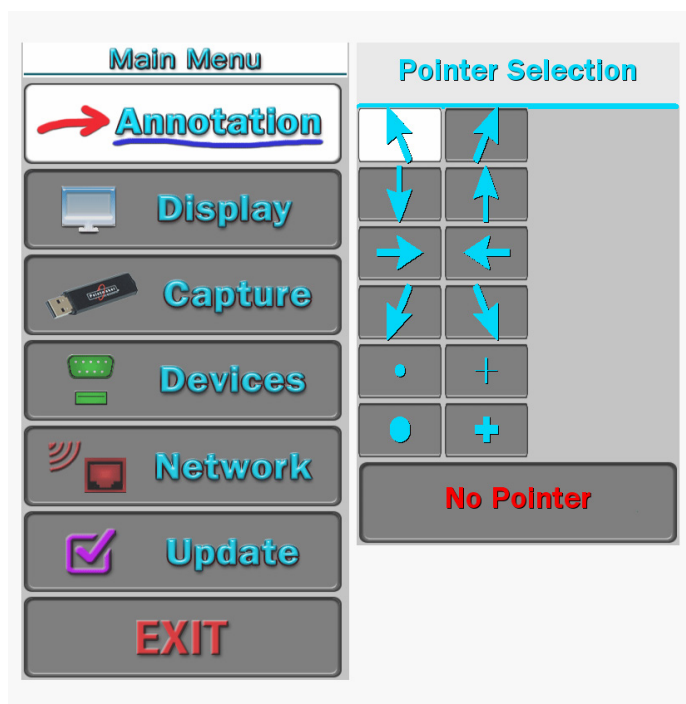 Main Menu
Annotation
Display
Capture
Devices
Network
Update
EXIT
Pointer Selection
No Pointer